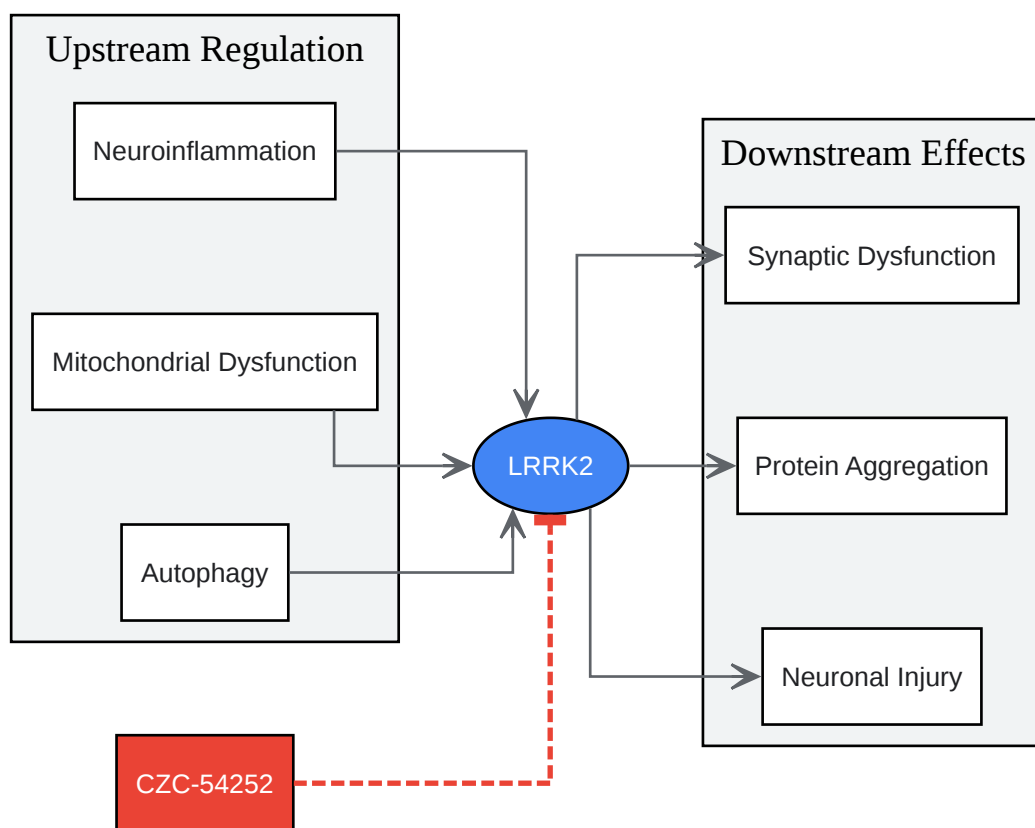 Upstream Regulation
Neuroinflammation
Mitochondrial Dysfunction
Autophagy
CZC-54252
LRRK2
Downstream Effects
Synaptic Dysfunction
Protein Aggregation
Neuronal Injury